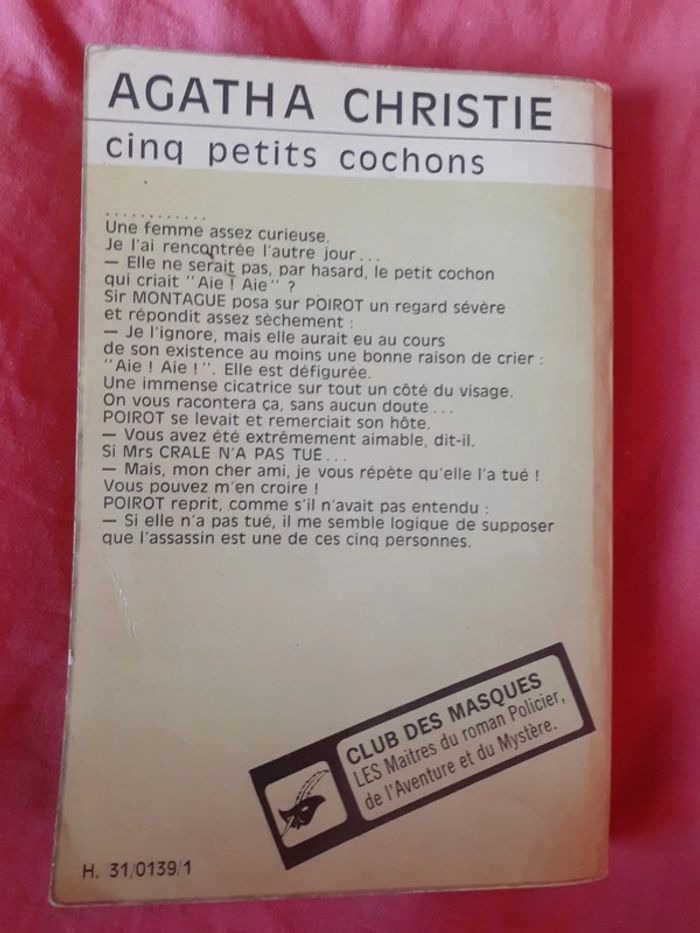 AGATHA CHRISTIE
cinq petits cochons
............
Une femme assez curieuse.
Je l'ai rencontrée l'autre jour...
— Elle ne serait pas, par hasard, le petit cochon
qui criait "Aie ! Aie" ?
Sir MONTAGUE posa sur POIROT un regard sévère
et répondit assez sèchement :
— Je l'ignore, mais elle aurait eu au cours
de son existence au moins une bonne raison de crier :
"Aie ! Aie !". Elle est défigurée.
Une immense cicatrice sur tout un côté du visage.
On vous racontera ça, sans aucun doute...
POIROT se levait et remerciait son hôte.
— Vous avez été extrêmement aimable, dit-il.
Si Mrs CRALE N'A PAS TUÉ...
— Mais, mon cher ami, je vous répète qu'elle l'a tué !
Vous pouvez m'en croire !
POIROT reprit, comme s'il n'avait pas entendu :
— Si elle n'a pas tué, il me semble logique de supposer
que l'assassin est une de ces cinq personnes.
CLUB DES MASQUES
LES Maitres du roman Policier,
de l'Aventure et du Mystère.
H. 31/0139/1